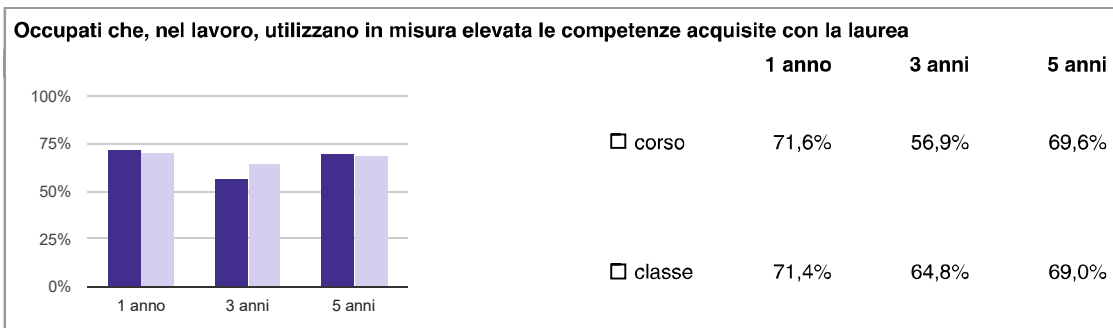 Occupati che, nel lavoro, utilizzano in misura elevata le competenze acquisite con la laurea
1 anno 3 anni 5 anni
100%
75%
50%
25%
0%
1 anno 3 anni 5 anni
corso 71,6% 56,9% 69,6%
classe 71,4% 64,8% 69,0%